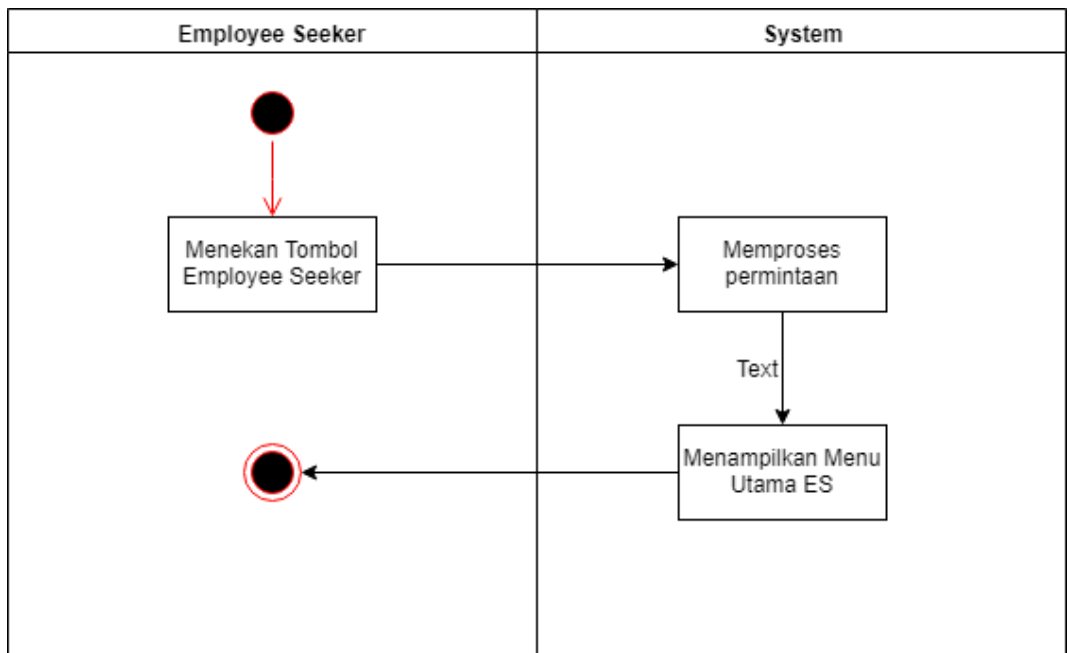 Employee Seeker
System
Menekan Tombol
Employee Seeker
Memproses
permintaan
Text
Menampilkan Menu
Utama ES